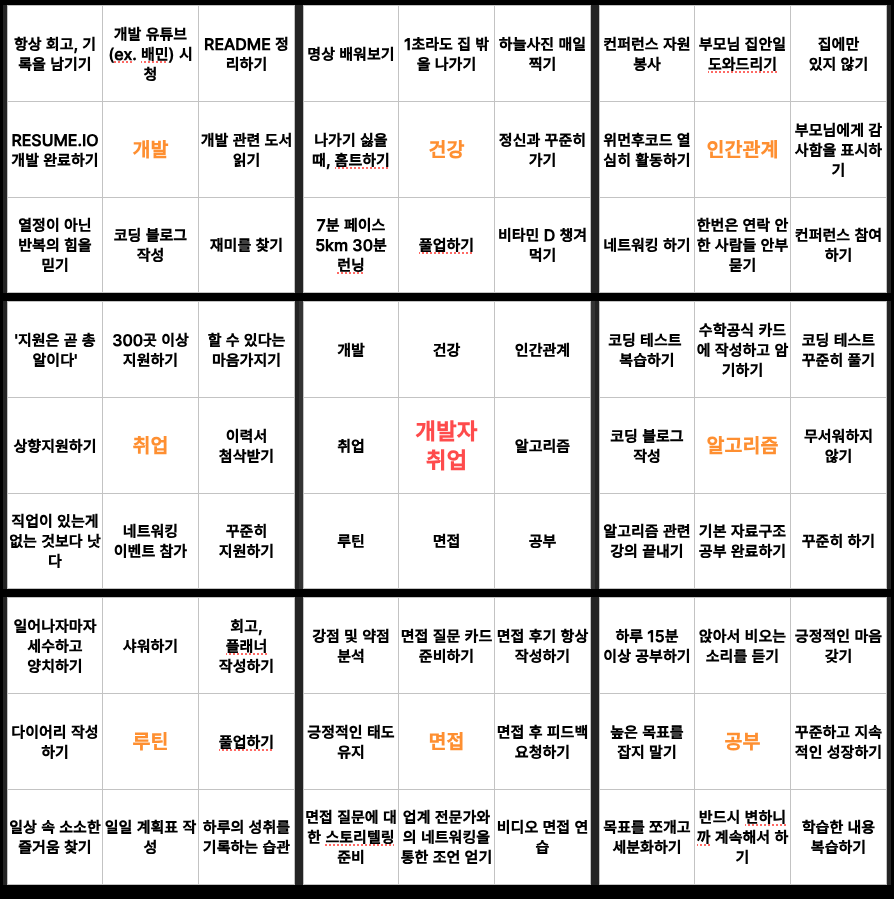 항상 회고, 기
록을 남기기
개발 유튜브
(ex. 배민) 시
청
README 정
리하기
RESUME.IO
개발 완료하기
개발
개발 관련 도서
읽기
열정이 아닌
반복의 힘을
믿기
코딩 블로그
작성
재미를 찾기
명상 배워보기
1초라도 집 밖
을 나가기
하늘사진 매일
찍기
나가기 싫을
때, 홈트하기
건강
정신과 꾸준히
가기
7분 페이스
5km 30분
런닝
풀업하기
비타민 D 챙겨
먹기
컨퍼런스 자원
봉사
부모님 집안일
도와드리기
집에만
있지 않기
위먼후코드 열
심히 활동하기
인간관계
부모님에게 감
사함을 표시하
기
네트워킹 하기
한번은 연락 안
한 사람들 안부
묻기
컨퍼런스 참여
하기
'지원은 곧 총
알이다'
300곳 이상
지원하기
할 수 있다는
마음가지기
상향지원하기
취업
이력서
첨삭받기
직업이 있는게
없는 것보다 낫
다
네트워킹
이벤트 참가
꾸준히
지원하기
개발
건강
인간관계
취업
개발자
취업
알고리즘
루틴
면접
공부
코딩 테스트
복습하기
수학공식 카드
에 작성하고 암
기하기
코딩 테스트
꾸준히 풀기
코딩 블로그
작성
알고리즘
무서워하지
않기
알고리즘 관련
강의 끝내기
기본 자료구조
공부 완료하기
꾸준히 하기
일어나자마자
세수하고
양치하기
샤워하기
회고,
플래너
작성하기
다이어리 작성
하기
루틴
풀업하기
일상 속 소소한
즐거움 찾기
일일 계획표 작
성
하루의 성취를
기록하는 습관
강점 및 약점
분석
면접 질문 카드
준비하기
면접 후기 항상
작성하기
긍정적인 태도
유지
면접
면접 후 피드백
요청하기
면접 질문에 대
한 스토리텔링
준비
업계 전문가와
의 네트워킹을
통한 조언 얻기
비디오 면접 연
습
하루 15분
이상 공부하기
앉아서 비오는
소리를 듣기
긍정적인 마음
갖기
높은 목표를
잡지 말기
공부
꾸준하고 지속
적인 성장하기
목표를 쪼개고
세분화하기
반드시 변하니
까 계속해서 하
기
학습한 내용
복습하기